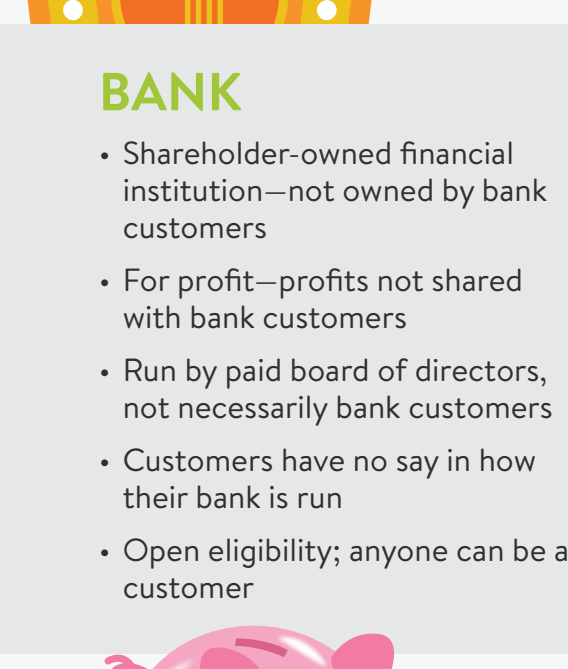 BANK
• Shareholder-owned financial
institution—not owned by bank
customers
• For profit—profits not shared
with bank customers
• Run by paid board of directors,
not necessarily bank customers
• Customers have no say in how
their bank is run
• Open eligibility; anyone can be a
customer